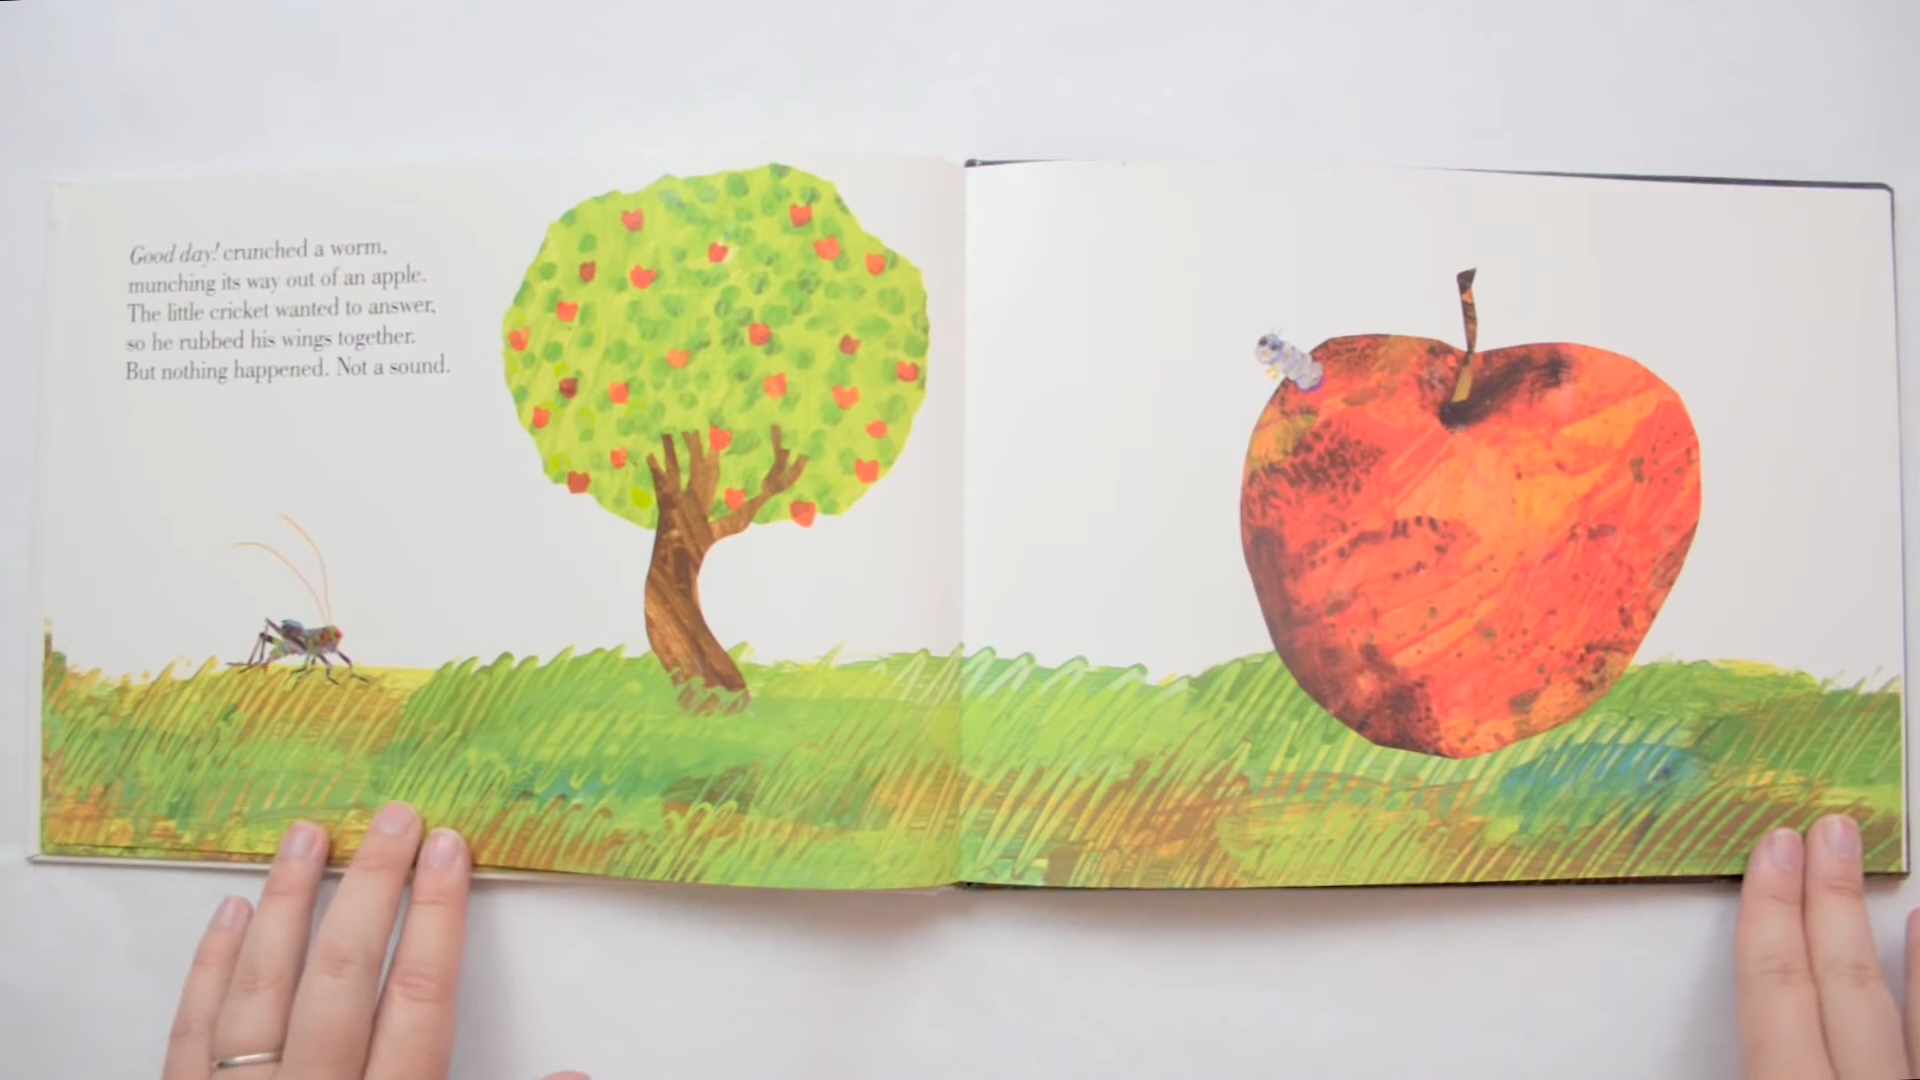 Good day! crunched a worm,
munching its way out of an apple.
The little cricket wanted to answer,
so he rubbed his wings together.
But nothing happened. Not a sound.